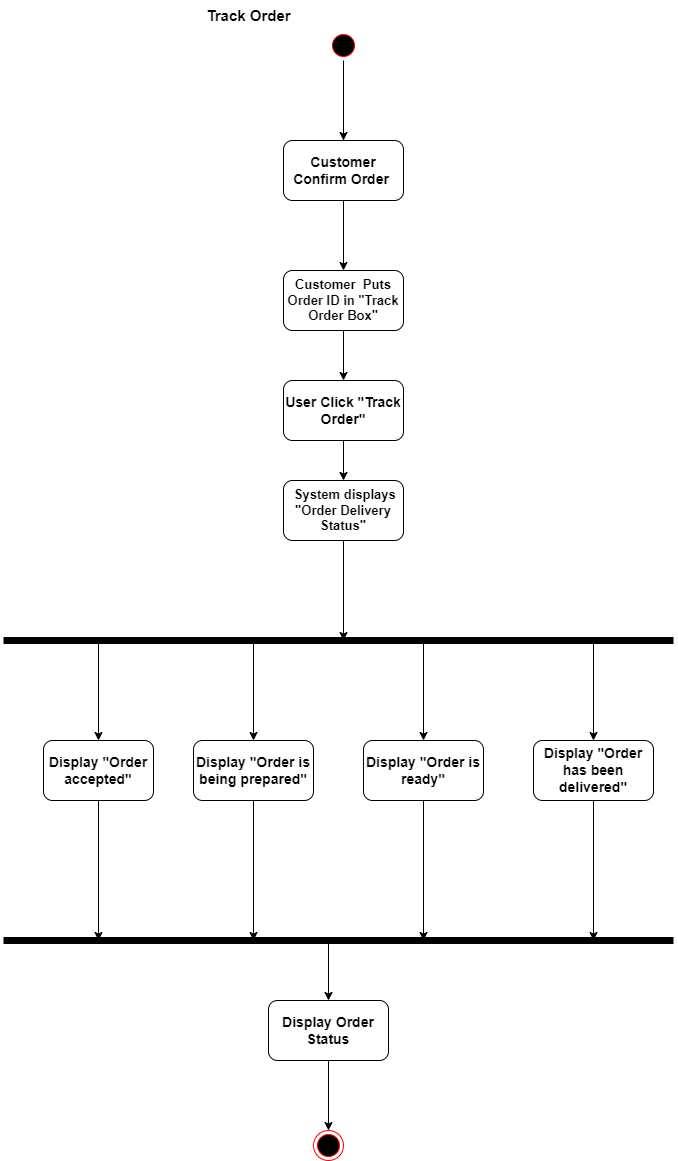 Track Order
Customer
Confirm Order
Customer  Puts
Order ID in "Track
Order Box"
User Click "Track
Order"
System displays
"Order Delivery
Status"
Display "Order
accepted"
Display "Order is
being prepared"
Display "Order is
ready"
Display "Order
has been
delivered"
Display Order
Status